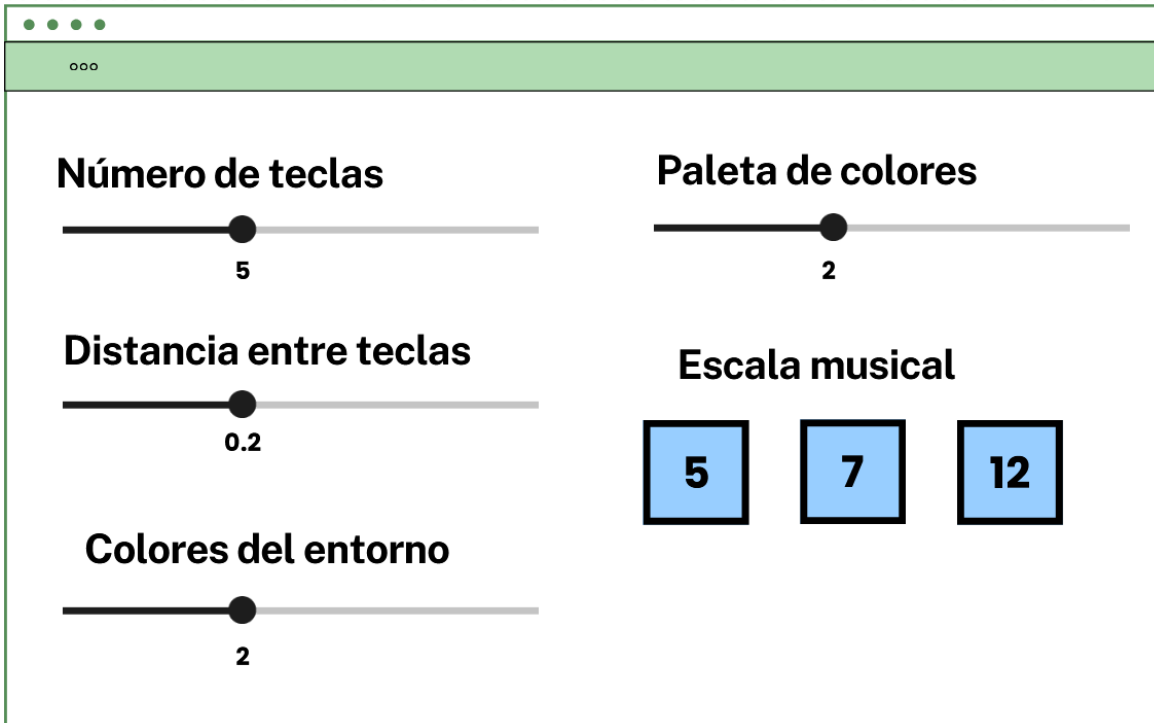 Número de teclas
5
Distancia entre teclas
0.2
Colores del entorno
2
Paleta de colores
2
Escala musical
5 7 12